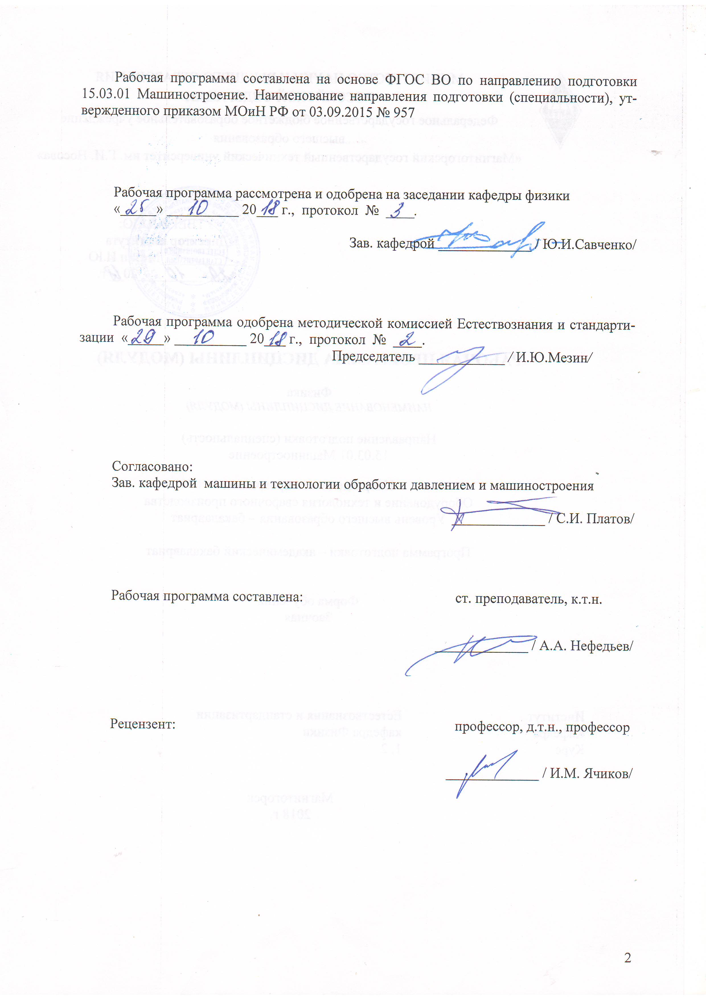 Рабочая программа составлена на основе ФГОС ВО по направлению подготовки
15.03.01 Машиностроение. Наименование направления подготовки (специальности), ут-
вержденного приказом МОиН РФ от 03.09.2015 № 957
Рабочая программа рассмотрена и одобрена на заседании кафедры физики
«25» 10 2018 г., протокол № 3.
Зав. кафедрой / Ю.И.Савченко/
Рабочая программа одобрена методической комиссией Естествознания и стандарти-
зации «29» 10 2018 г., протокол № 2.
Председатель / И.Ю.Мезин/
Согласовано:
Зав. кафедрой машины и технологии обработки давлением и машиностроения
/ С.И. Платов/
Рабочая программа составлена: ст. преподаватель, к.т.н.
/ А.А. Нефедьев/
Рецензент: профессор, д.т.н., профессор
/ И.М. Ячиков/
2